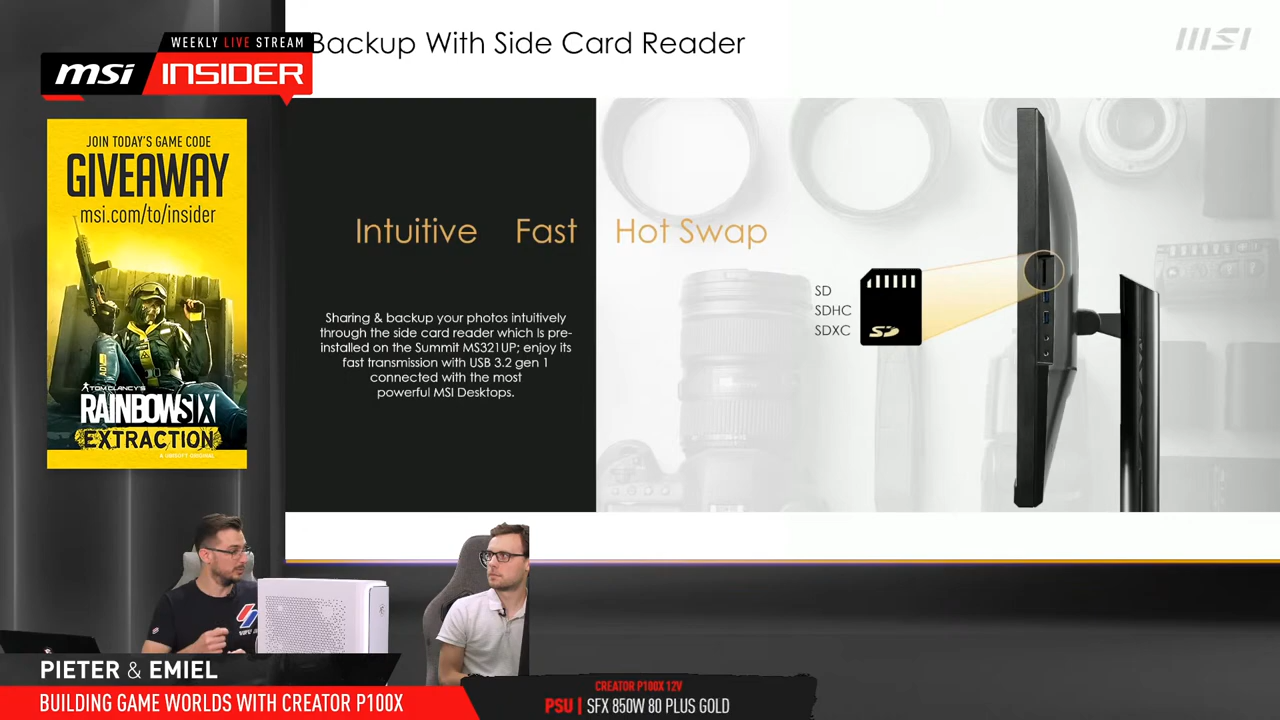 WEEKLY LIVE STREAM
msi INSIDER
Backup With Side Card Reader
msi
JOIN TODAY'S GAME CODE
GIVEAWAY
msi.com/to/insider
TOM CLANCY'S
RAINBOW SIX
EXTRACTION
A UBISOFT ORIGINAL
Intuitive Fast Hot Swap
Sharing & backup your photos intuitively
through the side card reader which is pre-
installed on the Summit MS321UP; enjoy its
fast transmission with USB 3.2 gen 1
connected with the most
powerful MSI Desktops.
SD
SDHC
SDXC
SD
PIETER & EMIEL
BUILDING GAME WORLDS WITH CREATOR P100X
CREATOR P100X 12V
PSU | SFX 850W 80 PLUS GOLD